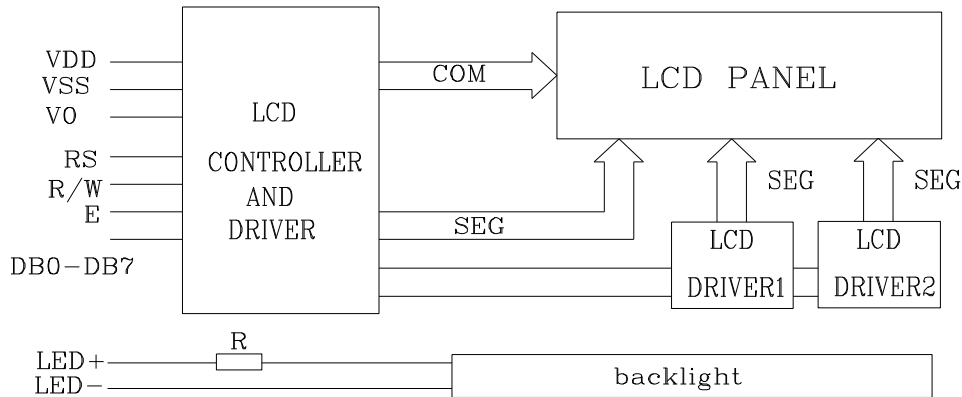 VDD
VSS
V0
RS
R/W
E
DB0-DB7
LCD
CONTROLLER
AND
DRIVER
COM
LCD PANEL
SEG
SEG
SEG
LCD
DRIVER1
LCD
DRIVER2
LED+
R
LED-
backlight